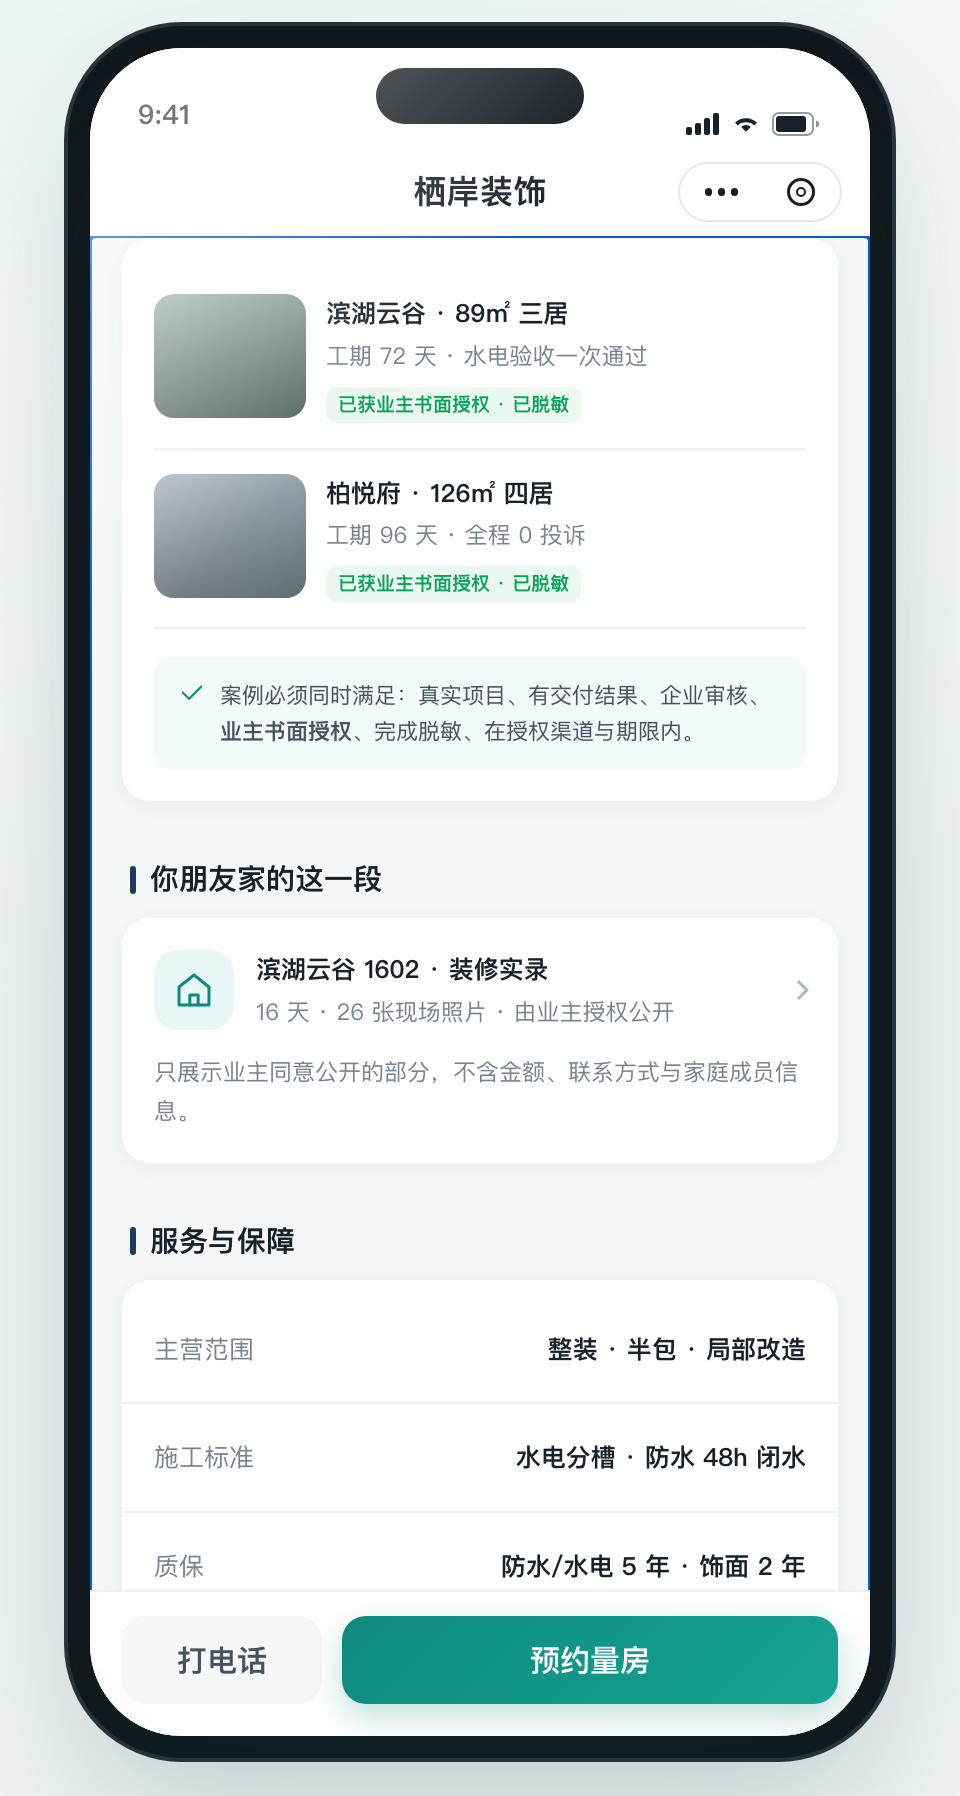 9:41
栖岸装饰
滨湖云谷 · 89㎡ 三居
工期 72 天 · 水电验收一次通过
已获业主书面授权 · 已脱敏
柏悦府 · 126㎡ 四居
工期 96 天 · 全程 0 投诉
已获业主书面授权 · 已脱敏
案例必须同时满足：真实项目、有交付结果、企业审核、
业主书面授权、完成脱敏、在授权渠道与期限内。
你朋友家的这一段
滨湖云谷 1602 · 装修实录
16 天 · 26 张现场照片 · 由业主授权公开
只展示业主同意公开的部分，不含金额、联系方式与家庭成员信
息。
服务与保障
主营范围 整装 · 半包 · 局部改造
施工标准 水电分槽 · 防水 48h 闭水
质保 防水/水电 5 年 · 饰面 2 年
打电话 预约量房